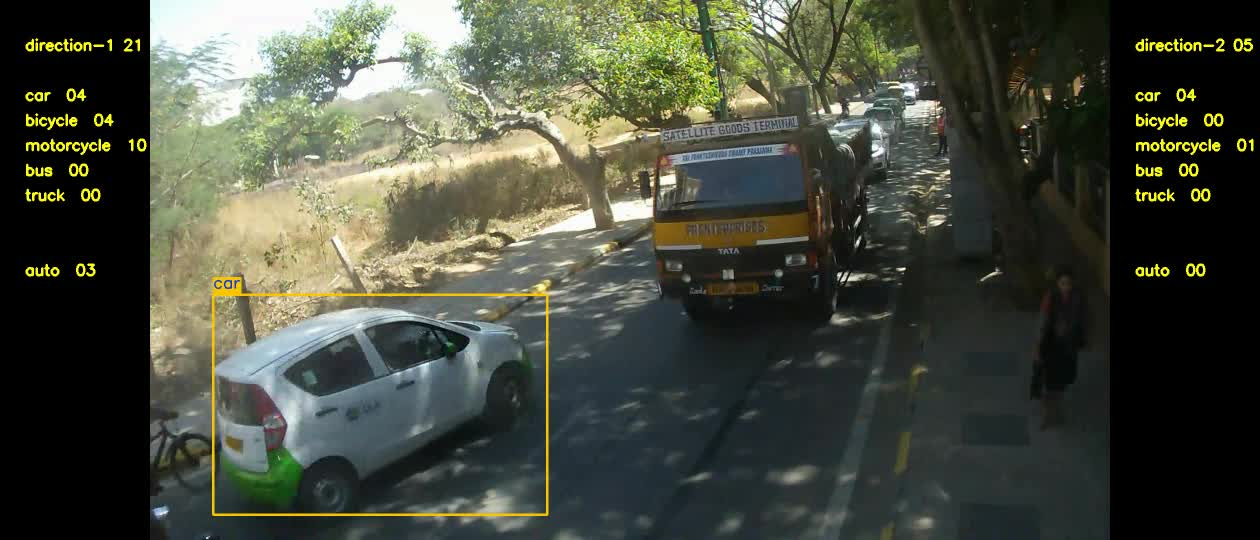 direction-1 21
car 04
bicycle 04
motorcycle 10
bus 00
truck 00
auto 03
car
SATELLITE GOODS TERMINAL
TATA
direction-2 05
car 04
bicycle 00
motorcycle 01
bus 00
truck 00
auto 00